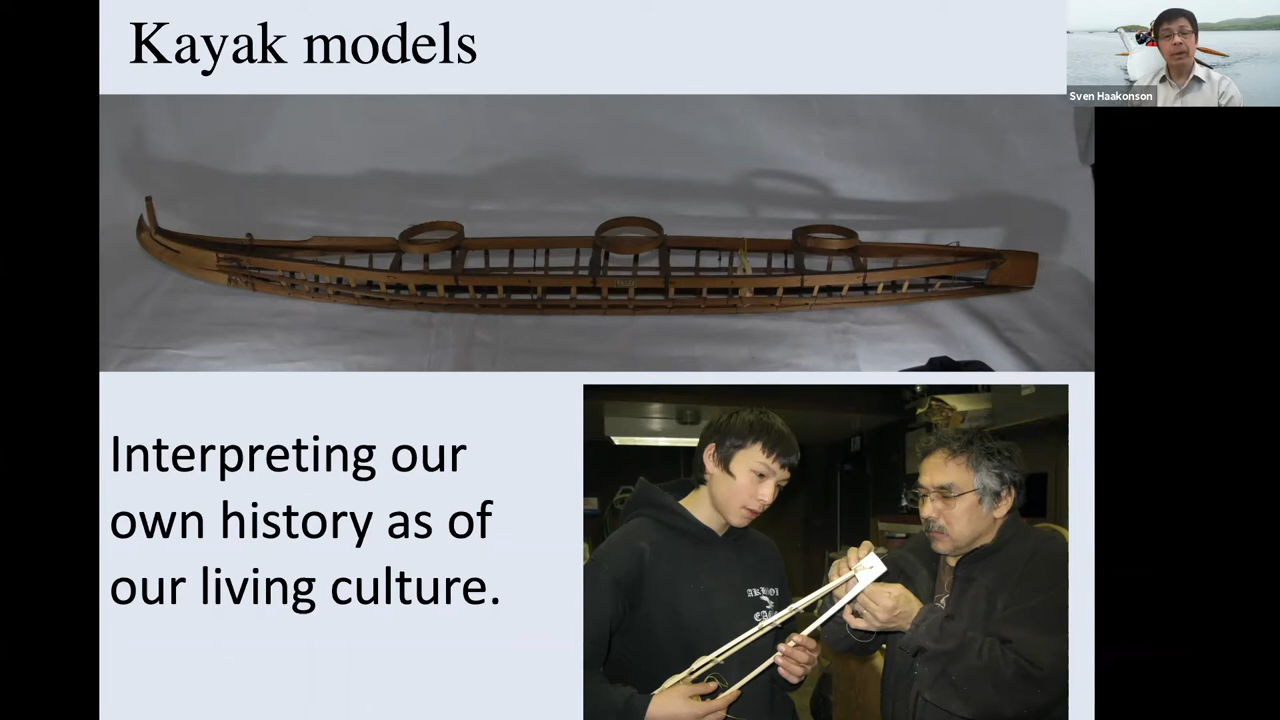 Kayak models
Sven Haakonson
Interpreting our
own history as of
our living culture.